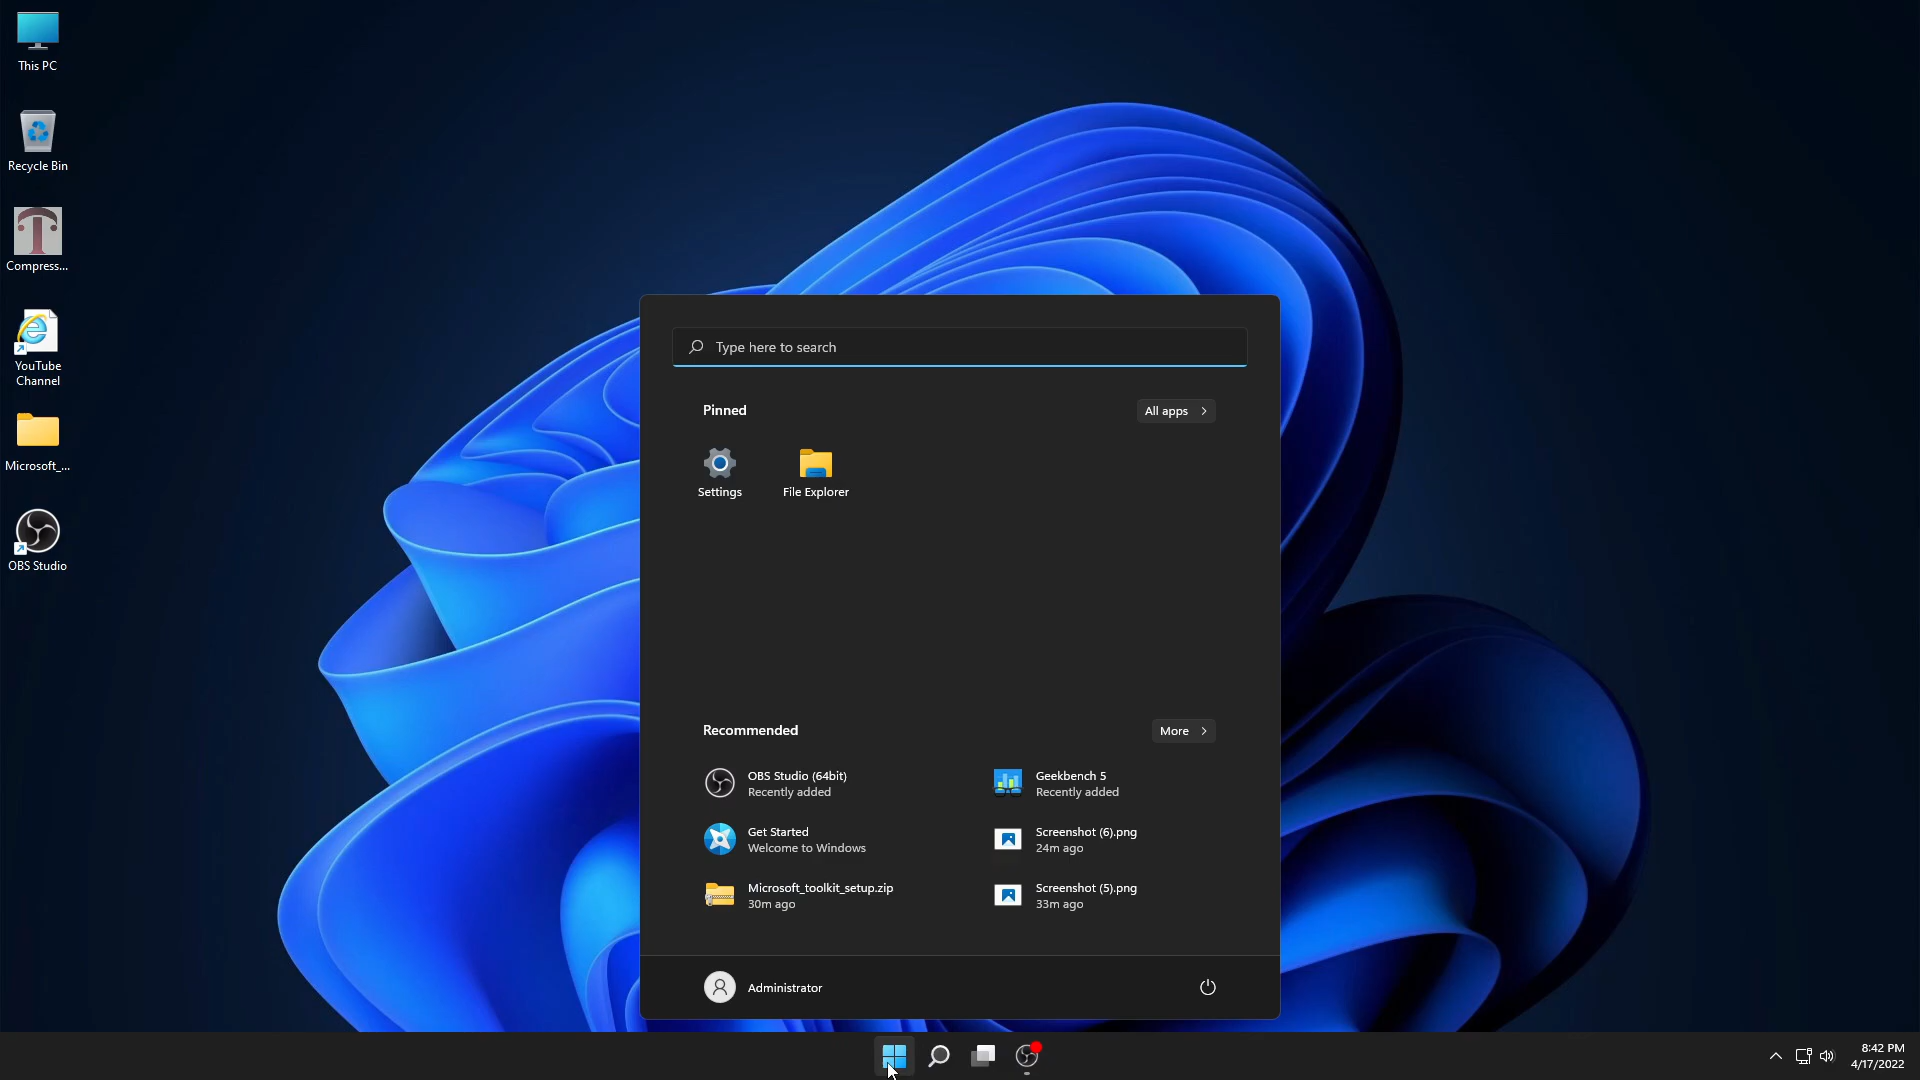 This PC
Recycle Bin
Compress...
YouTube
Channel
Microsoft_...
OBS Studio
Type here to search
Pinned
All apps
Settings
File Explorer
Recommended
More
OBS Studio (64bit)
Recently added
Geekbench 5
Recently added
Get Started
Welcome to Windows
Screenshot (6).png
24m ago
Microsoft_toolkit_setup.zip
30m ago
Screenshot (5).png
33m ago
Administrator
8:42 PM
4/17/2022